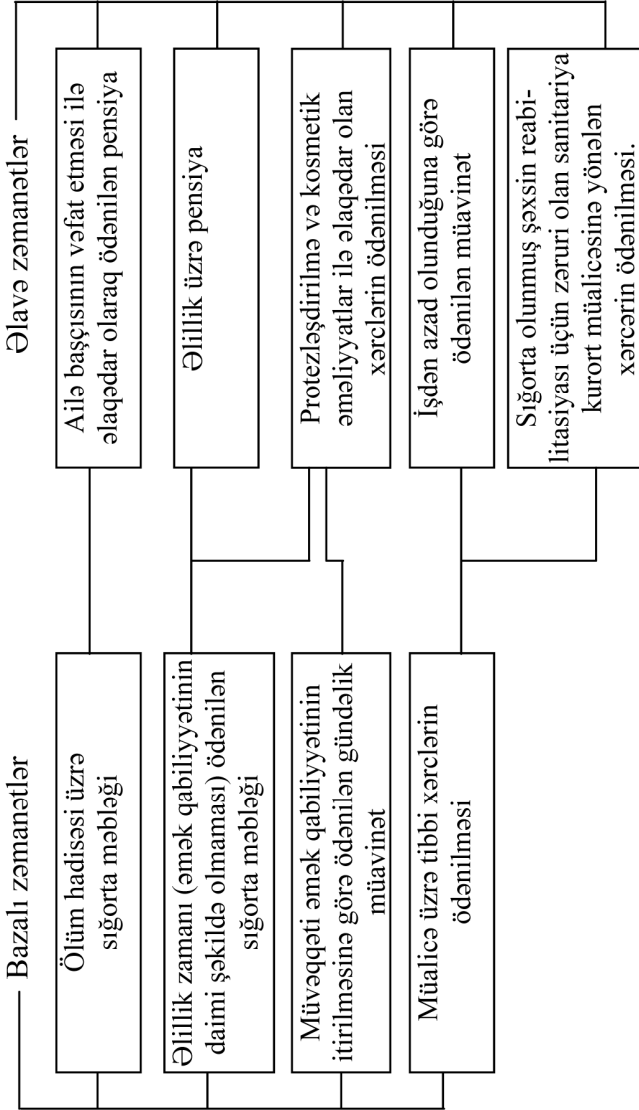 Bazalı zəmanətlər
Ölüm hadisəsi üzrə
sığorta məbləği
Əlillik zamanı (əmək qabiliyyətinin
daimi şəkildə olmaması) ödənilən
sığorta məbləği
Müvəqqəti əmək qabiliyyətinin
itirilməsinə görə ödənilən gündəlik
müavinət
Müalicə üzrə tibbi xərclərin
ödənilməsi
Əlavə zəmanətlər
Ailə başçısının vəfat etməsi ilə
əlaqədar olaraq ödənilən pensiya
Əlillik üzrə pensiya
Protezləşdirilmə və kosmetik
əməliyyatlar ilə əlaqədar olan
xərclərin ödənilməsi
İşdən azad olunduğuna görə
ödənilən müavinət
Sığorta olunmuş şəxsin reabi-
litasiyası üçün zəruri olan sanitariya
kurort müalicəsinə yönələn
xərcərin ödənilməsi.